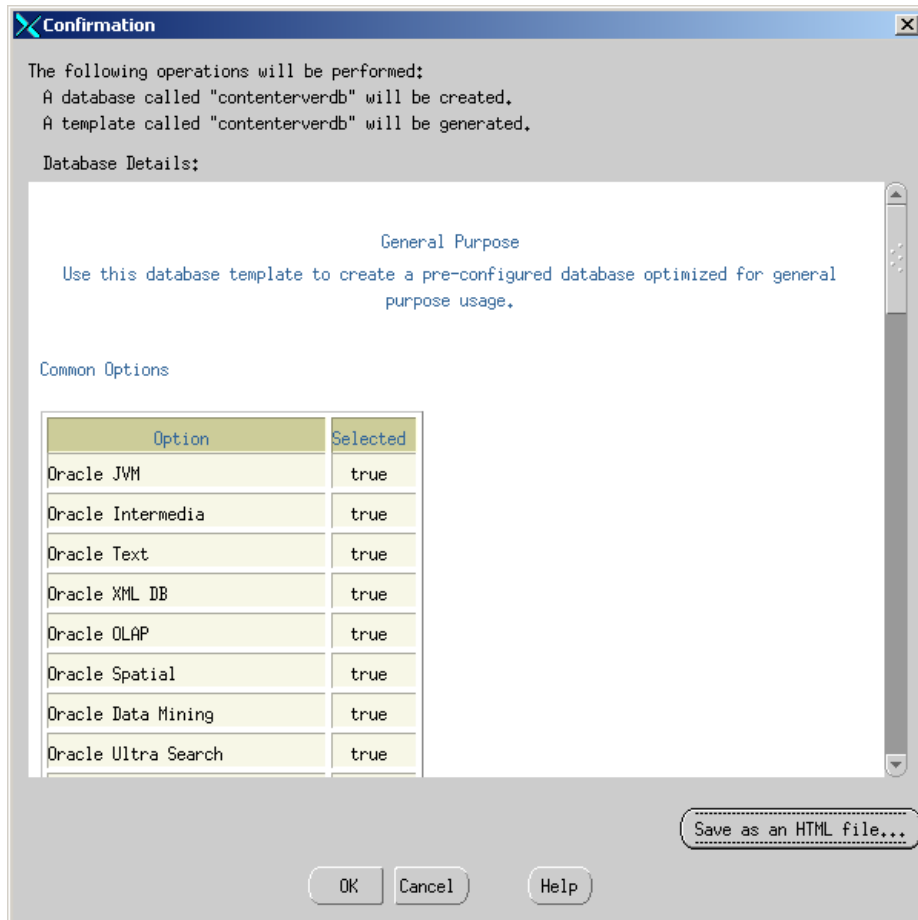 Confirmation
The following operations will be performed:
A database called "contenterverdb" will be created.
A template called "contenterverdb" will be generated.
Database Details:
General Purpose
Use this database template to create a pre-configured database optimized for general
purpose usage.
Common Options
Option Selected
Oracle JVM true
Oracle Intermedia true
Oracle Text true
Oracle XML DB true
Oracle OLAP true
Oracle Spatial true
Oracle Data Mining true
Oracle Ultra Search true
Save as an HTML file...
OK Cancel Help